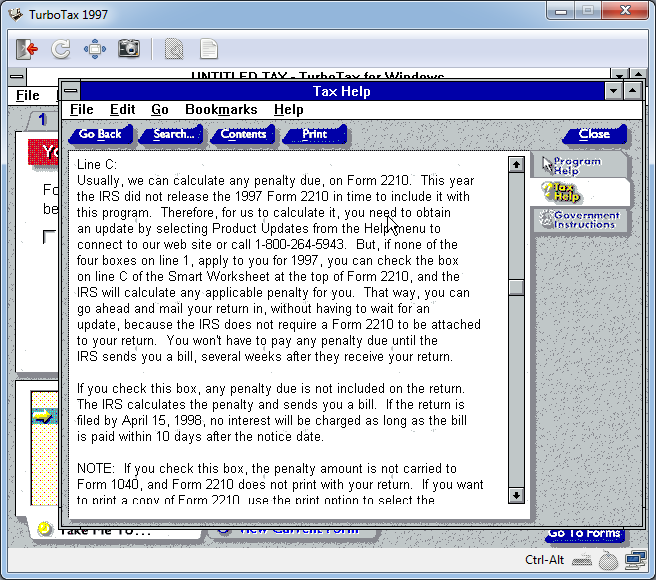 TurboTax 1997
UNTITLED TAX - TurboTax for Windows
File
Tax Help
File Edit Go Bookmarks Help
1
Go Back Search... Contents Print Close
Line C:
Usually, we can calculate any penalty due, on Form 2210. This year
the IRS did not release the 1997 Form 2210 in time to include it with
this program. Therefore, for us to calculate it, you need to obtain
an update by selecting Product Updates from the Help menu to
connect to our web site or call 1-800-264-5943. But, if none of the
four boxes on line 1, apply to you for 1997, you can check the box
on line C of the Smart Worksheet at the top of Form 2210, and the
IRS will calculate any applicable penalty for you. That way, you can
go ahead and mail your return in, without having to wait for an
update, because the IRS does not require a Form 2210 to be attached
to your return. You won't have to pay any penalty due until the
IRS sends you a bill, several weeks after they receive your return.
If you check this box, any penalty due is not included on the return.
The IRS calculates the penalty and sends you a bill. If the return is
filed by April 15, 1998, no interest will be charged as long as the bill
is paid within 10 days after the notice date.
NOTE: If you check this box, the penalty amount is not carried to
Form 1040, and Form 2210 does not print with your return. If you want
to print a copy of Form 2210, use the print option to select the
Program
Help
Tax
Help
Government
Instructions
Take Me To...
View Current Form
Go To Forms
Ctrl-Alt